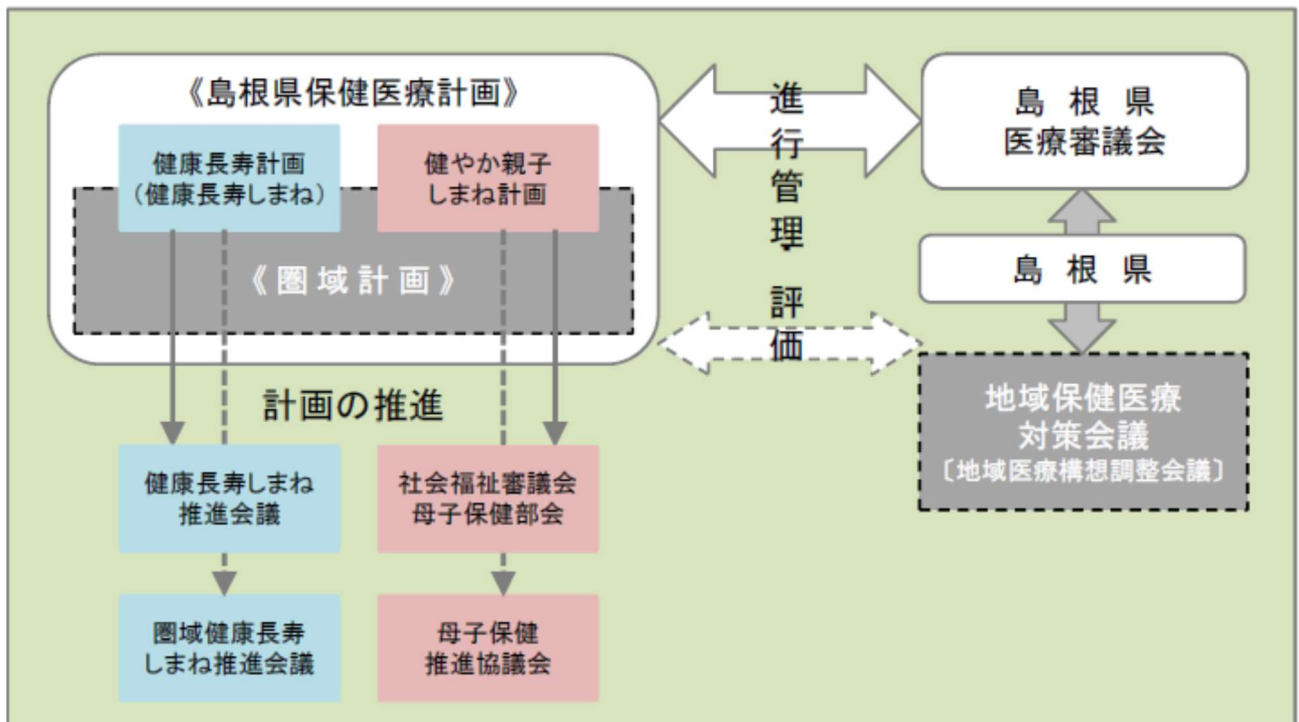 《島根県保健医療計画》
健康長寿計画
（健康長寿しまね）
健やか親子
しまね計画
《圏域計画》
計画の推進
健康長寿しまね
推進会議
社会福祉審議会
母子保健部会
圏域健康長寿
しまね推進会議
母子保健
推進協議会
進行管理・評価
島根県
医療審議会
島根県
地域保健医療
対策会議
〔地域医療構想調整会議〕